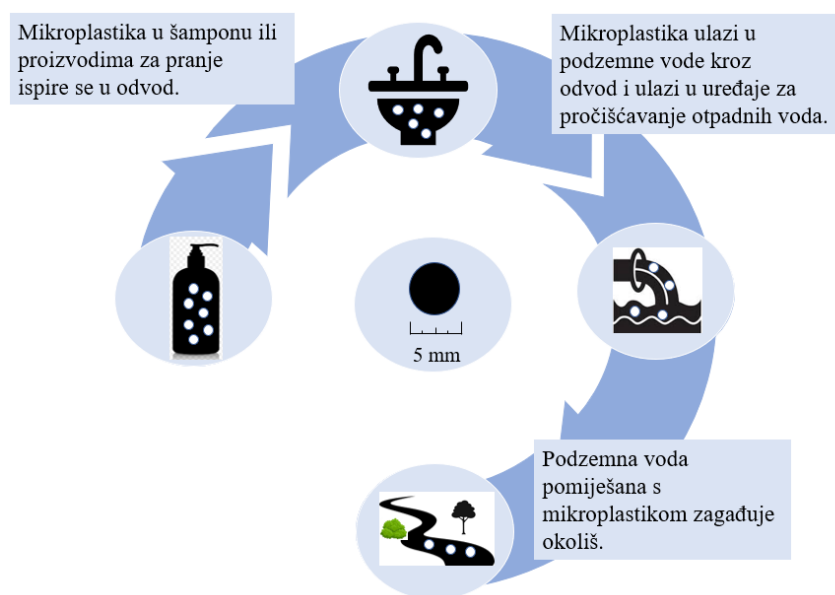 Mikroplastika u šamponu ili
proizvodima za pranje
ispire se u odvod.
Mikroplastika ulazi u
podzemne vode kroz
odvod i ulazi u uređaje za
pročišćavanje otpadnih voda.
5 mm
Podzemna voda
pomiješana s
mikroplastikom zagađuje
okoliš.